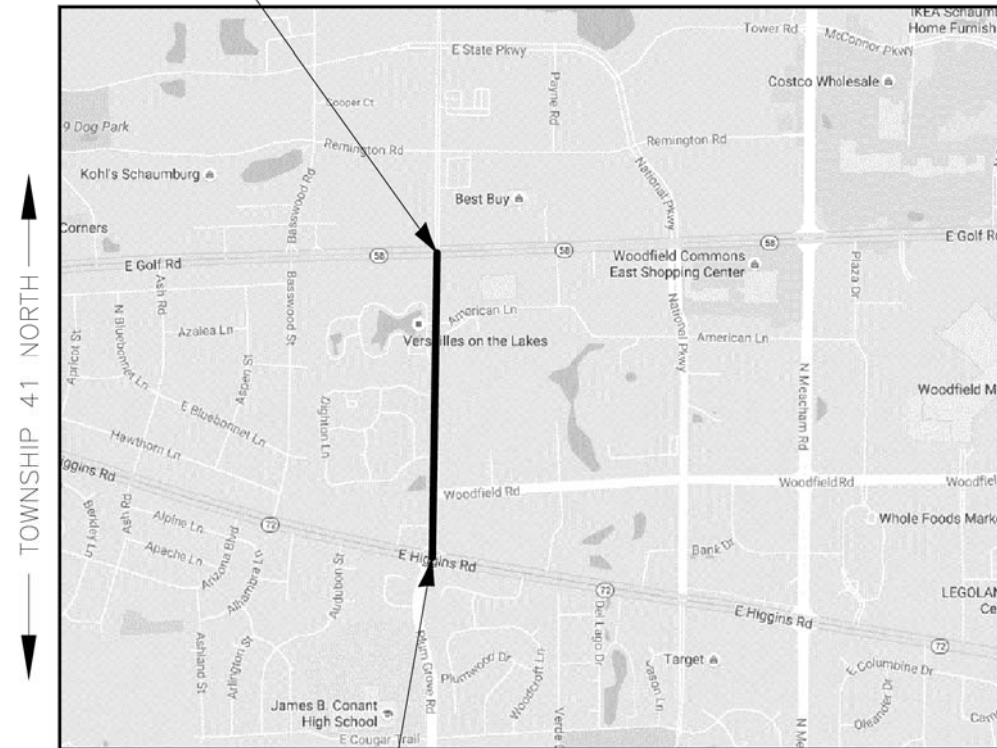 IKEA Schaum
Home Furnish
Tower Rd
McConnor Pkwy
E State Pkwy
Costco Wholesale
Payne Rd
Cooper Ct
9 Dog Park
Remington Rd
Remington Rd
Kohl's Schaumburg
National Pkwy
Basswood Rd
Best Buy
Corners
58
58
58
E Golf Rd
E Golf
Woodfield Commons
East Shopping Center
Plaza Dr
Ash Rd
Basswood St
N Bluebonnet Ln
Azalea Ln
American Ln
National Pkwy
American Ln
Versailles on the Lakes
Apricot St
Aspen St
N Meacham Rd
TOWNSHIP 41 NORTH
E Bluebonnet Ln
Dighton Ln
Woodfield
Hawthorn Ln
iggins Rd
Woodfield Rd
Woodfield Rd
Berkley Ln
Ash Rd
Alpine Ln
72
Whole Foods
Apache Ln
Arizona Blvd
Alhambra Ln
Audubon St
E Higgins Rd
Bank Dr
72
Del Lago Dr
E Higgins Rd
72
Ashland St
Arlington St
Plum Grove Rd
Plumwood Dr
Woodcroft Ln
Target
Jason Ln
E Columbine Dr
Oleander Dr
James B. Conant
High School
E Cougar Trail
Verde
N Me